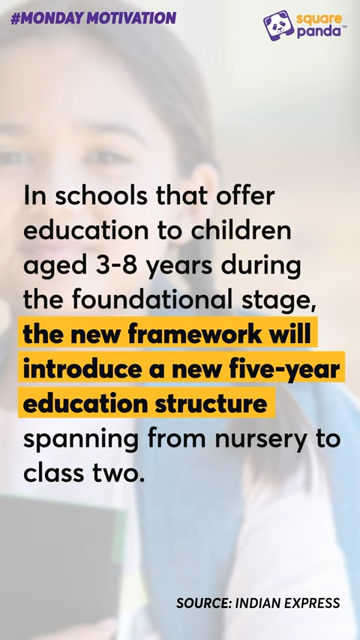 #MONDAY MOTIVATION
square
panda™
In schools that offer
education to children
aged 3-8 years during
the foundational stage,
the new framework will
introduce a new five-year
education structure
spanning from nursery to
class two.
SOURCE: INDIAN EXPRESS